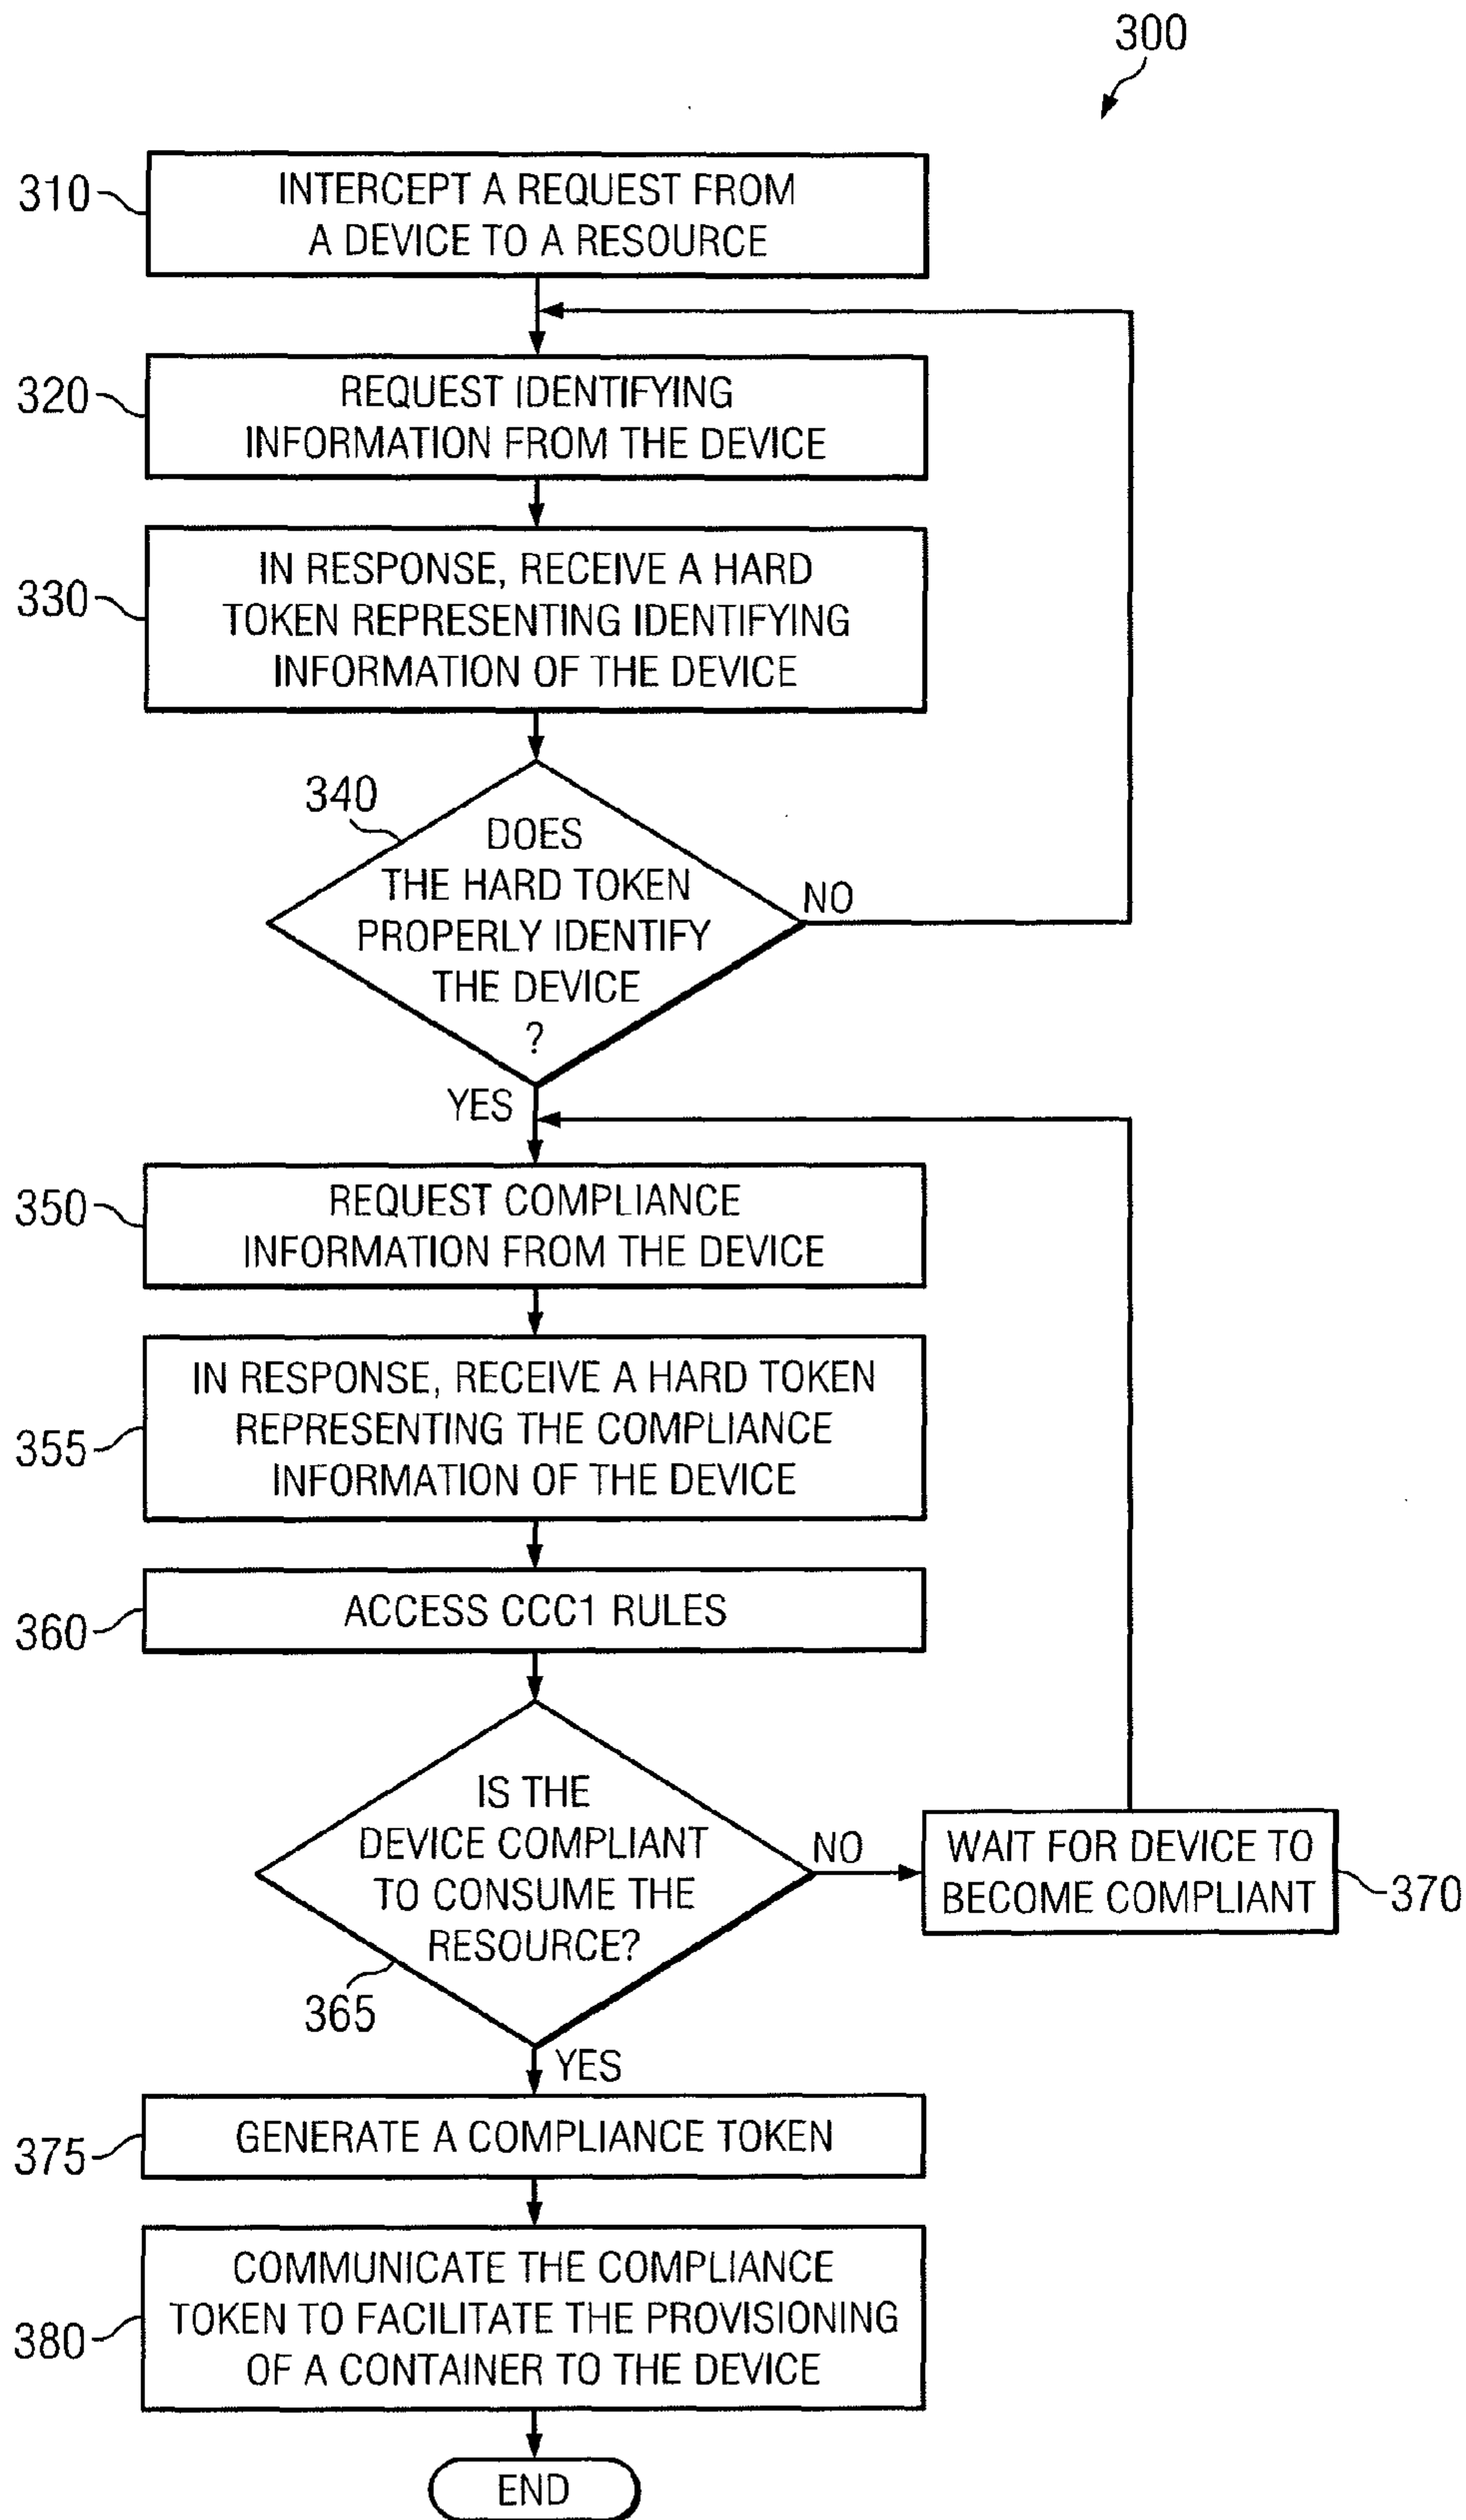 300
310
INTERCEPT A REQUEST FROM
A DEVICE TO A RESOURCE
320
REQUEST IDENTIFYING
INFORMATION FROM THE DEVICE
330
IN RESPONSE, RECEIVE A HARD
TOKEN REPRESENTING IDENTIFYING
INFORMATION OF THE DEVICE
340
DOES
THE HARD TOKEN
PROPERLY IDENTIFY
THE DEVICE
?
NO
YES
350
REQUEST COMPLIANCE
INFORMATION FROM THE DEVICE
355
IN RESPONSE, RECEIVE A HARD TOKEN
REPRESENTING THE COMPLIANCE
INFORMATION OF THE DEVICE
360
ACCESS CCC1 RULES
IS THE
DEVICE COMPLIANT
TO CONSUME THE
RESOURCE?
365
NO
WAIT FOR DEVICE TO
BECOME COMPLIANT
370
YES
375
GENERATE A COMPLIANCE TOKEN
380
COMMUNICATE THE COMPLIANCE
TOKEN TO FACILITATE THE PROVISIONING
OF A CONTAINER TO THE DEVICE
END